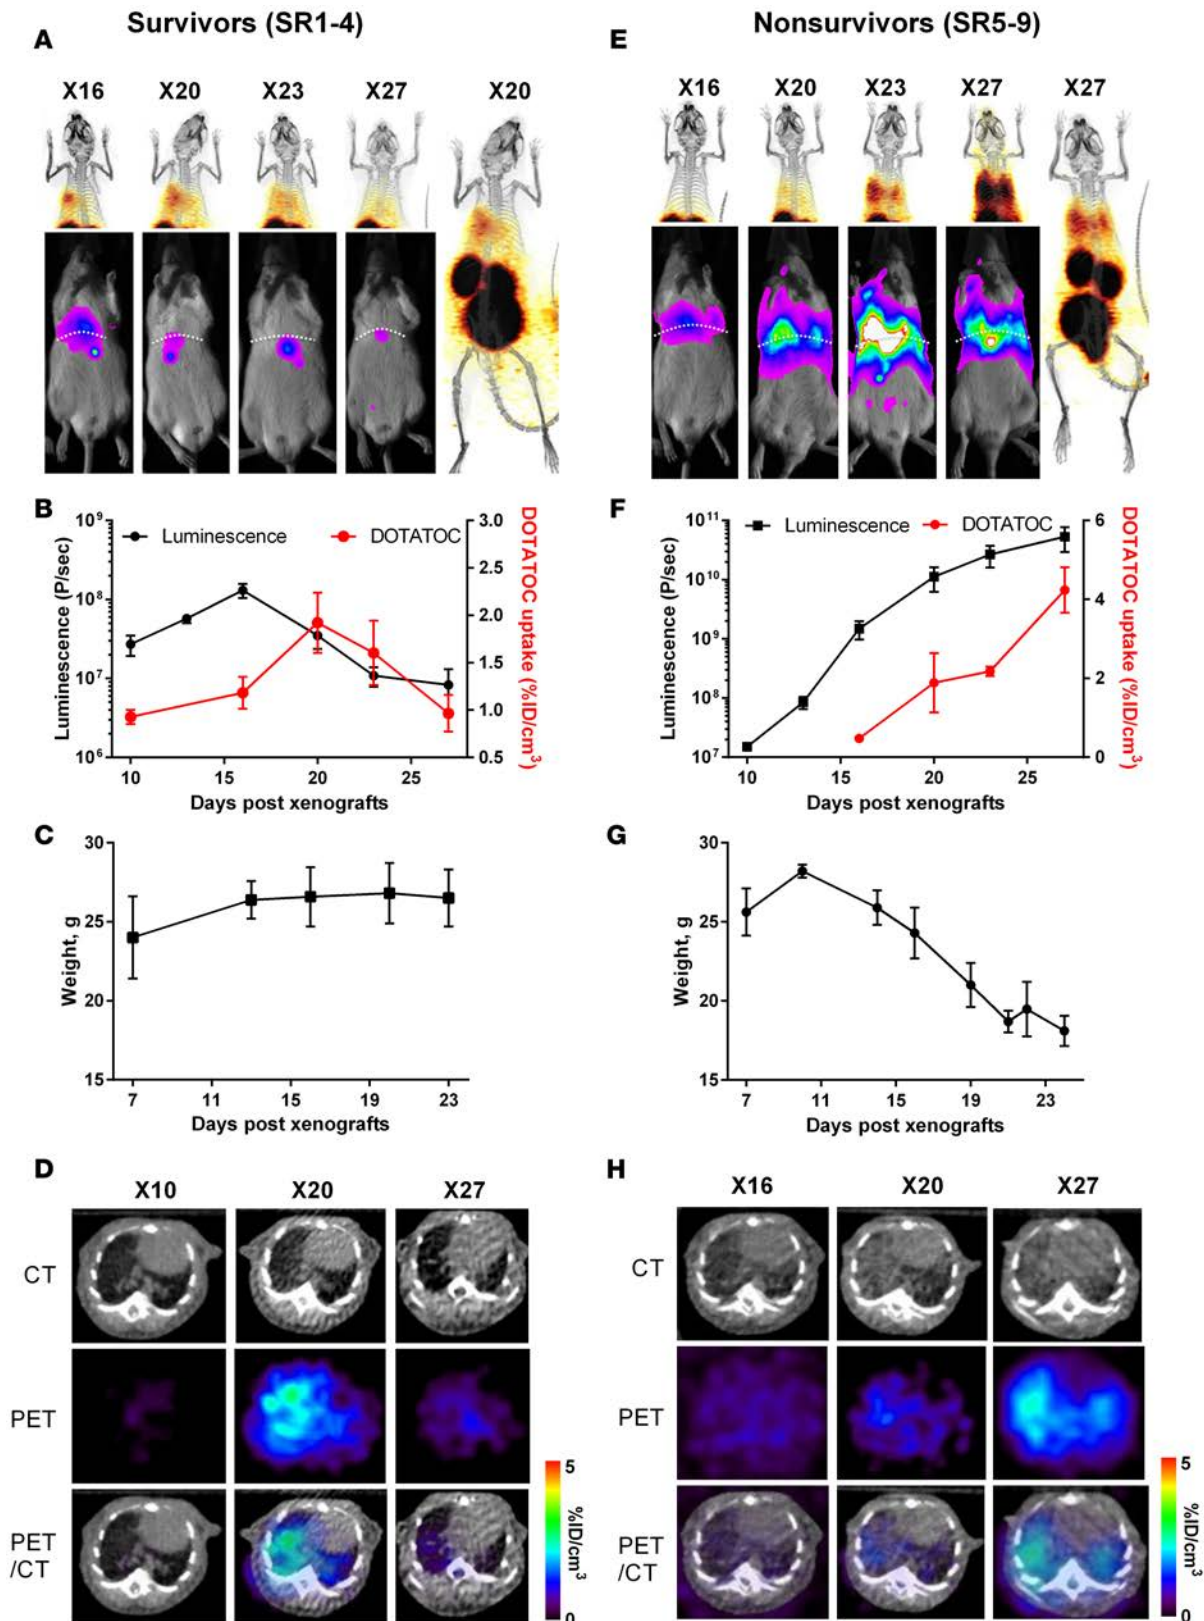 Survivors (SR1-4)
A
X16 X20 X23 X27 X20
B
10⁹
10⁸
10⁷
10⁶
Luminescence (P/sec)
Luminescence DOTATOC
3.0
2.5
2.0
1.5
1.0
0.5
DOTATOC uptake (%ID/cm³)
10 15 20 25
Days post xenografts
C
30
25
20
15
Weight, g
7 11 15 19 23
Days post xenografts
D
X10 X20 X27
CT
PET
PET
/CT
5
%ID/cm³
0
Nonsurvivors (SR5-9)
E
X16 X20 X23 X27 X27
F
10¹¹
10¹⁰
10⁹
10⁸
10⁷
Luminescence (P/sec)
Luminescence DOTATOC
6
4
2
0
DOTATOC uptake (%ID/cm³)
10 15 20 25
Days post xenografts
G
30
25
20
15
Weight, g
7 11 15 19 23
Days post xenografts
H
X16 X20 X27
CT
PET
PET
/CT
5
%ID/cm³
0